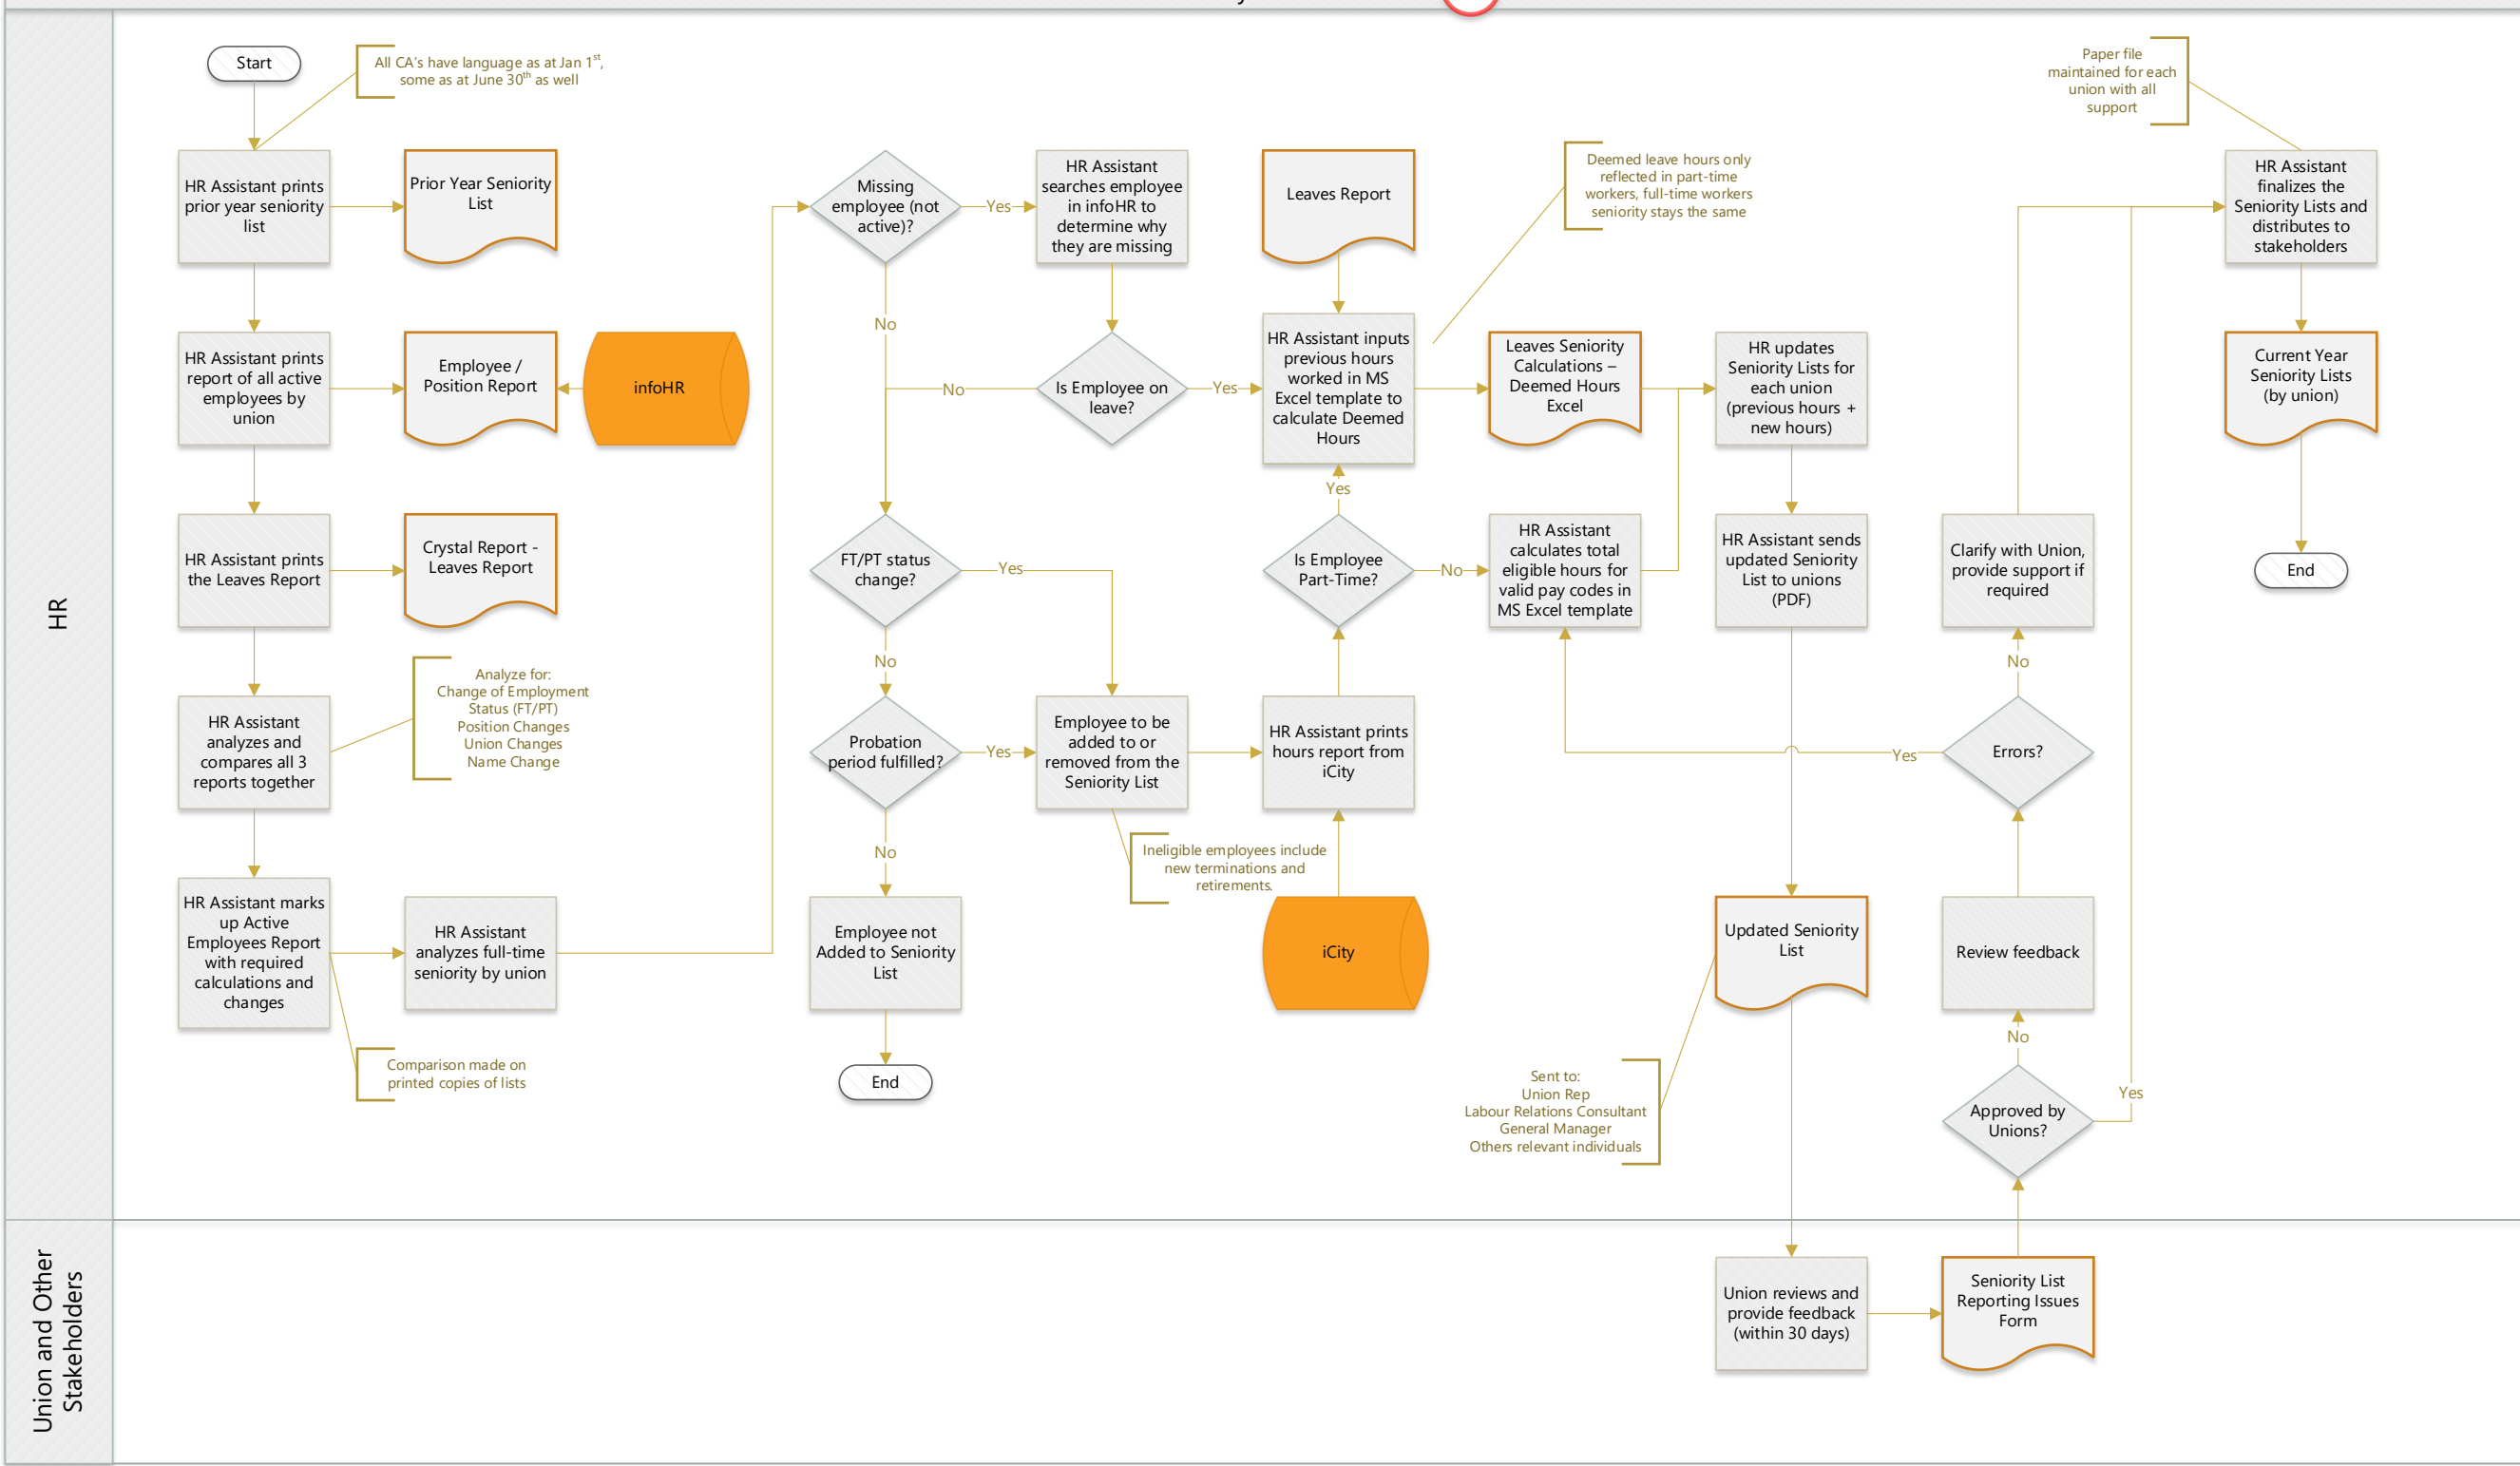 HR
Union and Other
Stakeholders
Start
All CA's have language as at Jan 1st,
some as at June 30th as well
HR Assistant prints
prior year seniority
list
Prior Year Seniority
List
HR Assistant prints
report of all active
employees by
union
Employee /
Position Report
infoHR
HR Assistant prints
the Leaves Report
Crystal Report -
Leaves Report
HR Assistant
analyzes and
compares all 3
reports together
Analyze for:
Change of Employment
Status (FT/PT)
Position Changes
Union Changes
Name Change
HR Assistant marks
up Active
Employees Report
with required
calculations and
changes
HR Assistant
analyzes full-time
seniority by union
Comparison made on
printed copies of lists
Missing
employee (not
active)?
Yes
HR Assistant
searches employee
in infoHR to
determine why
they are missing
No
Is Employee on
leave?
No
Yes
FT/PT status
change?
Yes
No
Probation
period fulfilled?
Yes
Employee to be
added to or
removed from the
Seniority List
Ineligible employees include
new terminations and
retirements.
No
Employee not
Added to Seniority
List
End
Leaves Report
Deemed leave hours only
reflected in part-time
workers, full-time workers
seniority stays the same
HR Assistant inputs
previous hours
worked in MS
Excel template to
calculate Deemed
Hours
Yes
Is Employee
Part-Time?
No
HR Assistant prints
hours report from
iCity
iCity
Leaves Seniority
Calculations –
Deemed Hours
Excel
HR Assistant
calculates total
eligible hours for
valid pay codes in
MS Excel template
HR updates
Seniority Lists for
each union
(previous hours +
new hours)
HR Assistant sends
updated Seniority
List to unions
(PDF)
Updated Seniority
List
Sent to:
Union Rep
Labour Relations Consultant
General Manager
Others relevant individuals
Union reviews and
provide feedback
(within 30 days)
Seniority List
Reporting Issues
Form
Approved by
Unions?
Yes
No
Review feedback
Errors?
Yes
No
Clarify with Union,
provide support if
required
Paper file
maintained for each
union with all
support
HR Assistant
finalizes the
Seniority Lists and
distributes to
stakeholders
Current Year
Seniority Lists
(by union)
End